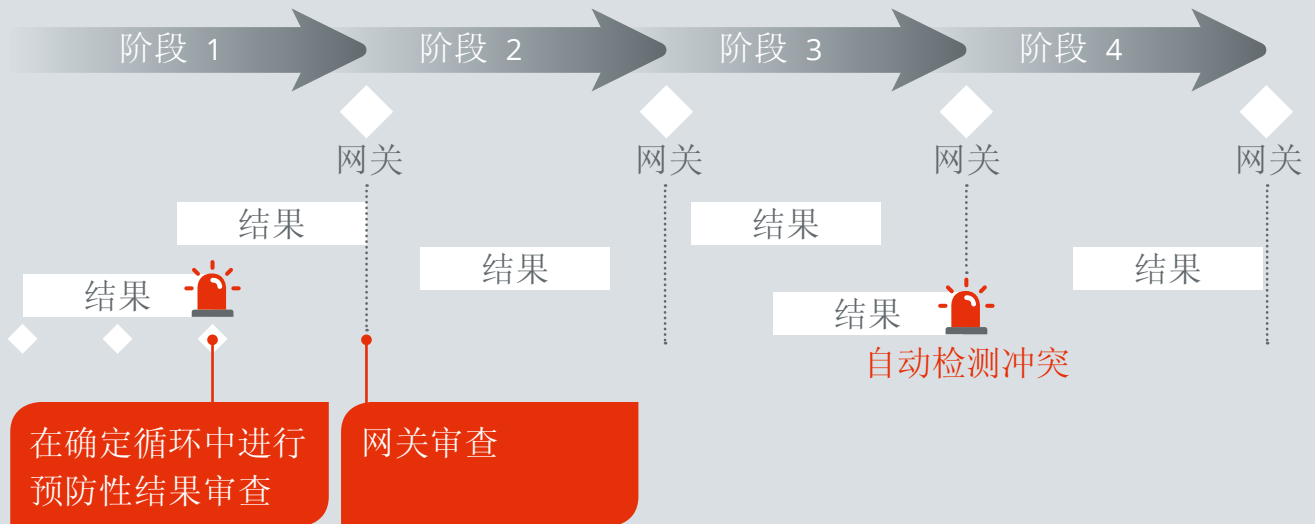 阶段 1
阶段 2
阶段 3
阶段 4
网关
网关
网关
网关
结果
结果
结果
结果
结果
结果
自动检测冲突
在确定循环中进行
预防性结果审查
网关审查